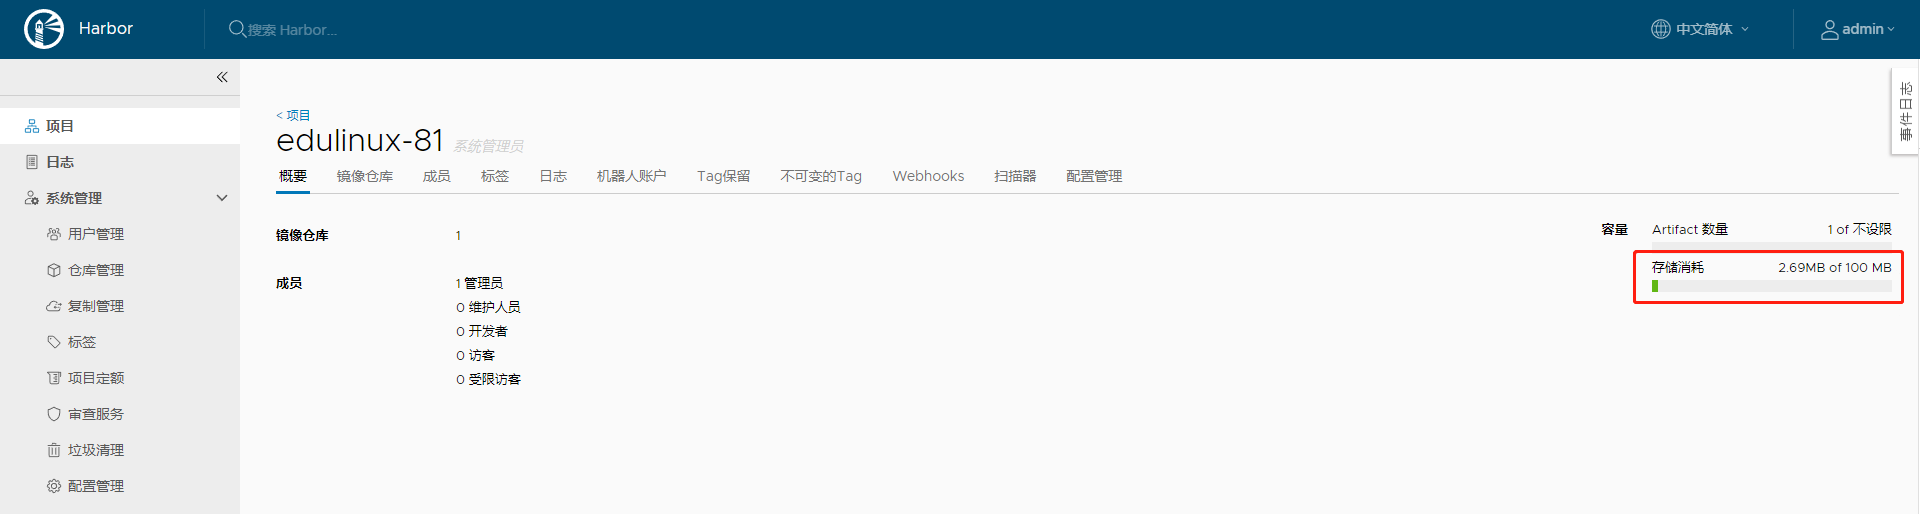 Harbor
搜索 Harbor...
中文简体
admin
事件日志
项目
日志
系统管理
用户管理
仓库管理
复制管理
标签
项目定额
审查服务
垃圾清理
配置管理
< 项目
edulinux-81 系统管理员
概要 镜像仓库 成员 标签 日志 机器人账户 Tag保留 不可变的Tag Webhooks 扫描器 配置管理
镜像仓库 1
成员 1 管理员
0 维护人员
0 开发者
0 访客
0 受限访客
容量 Artifact 数量 1 of 不设限
存储消耗 2.69MB of 100 MB